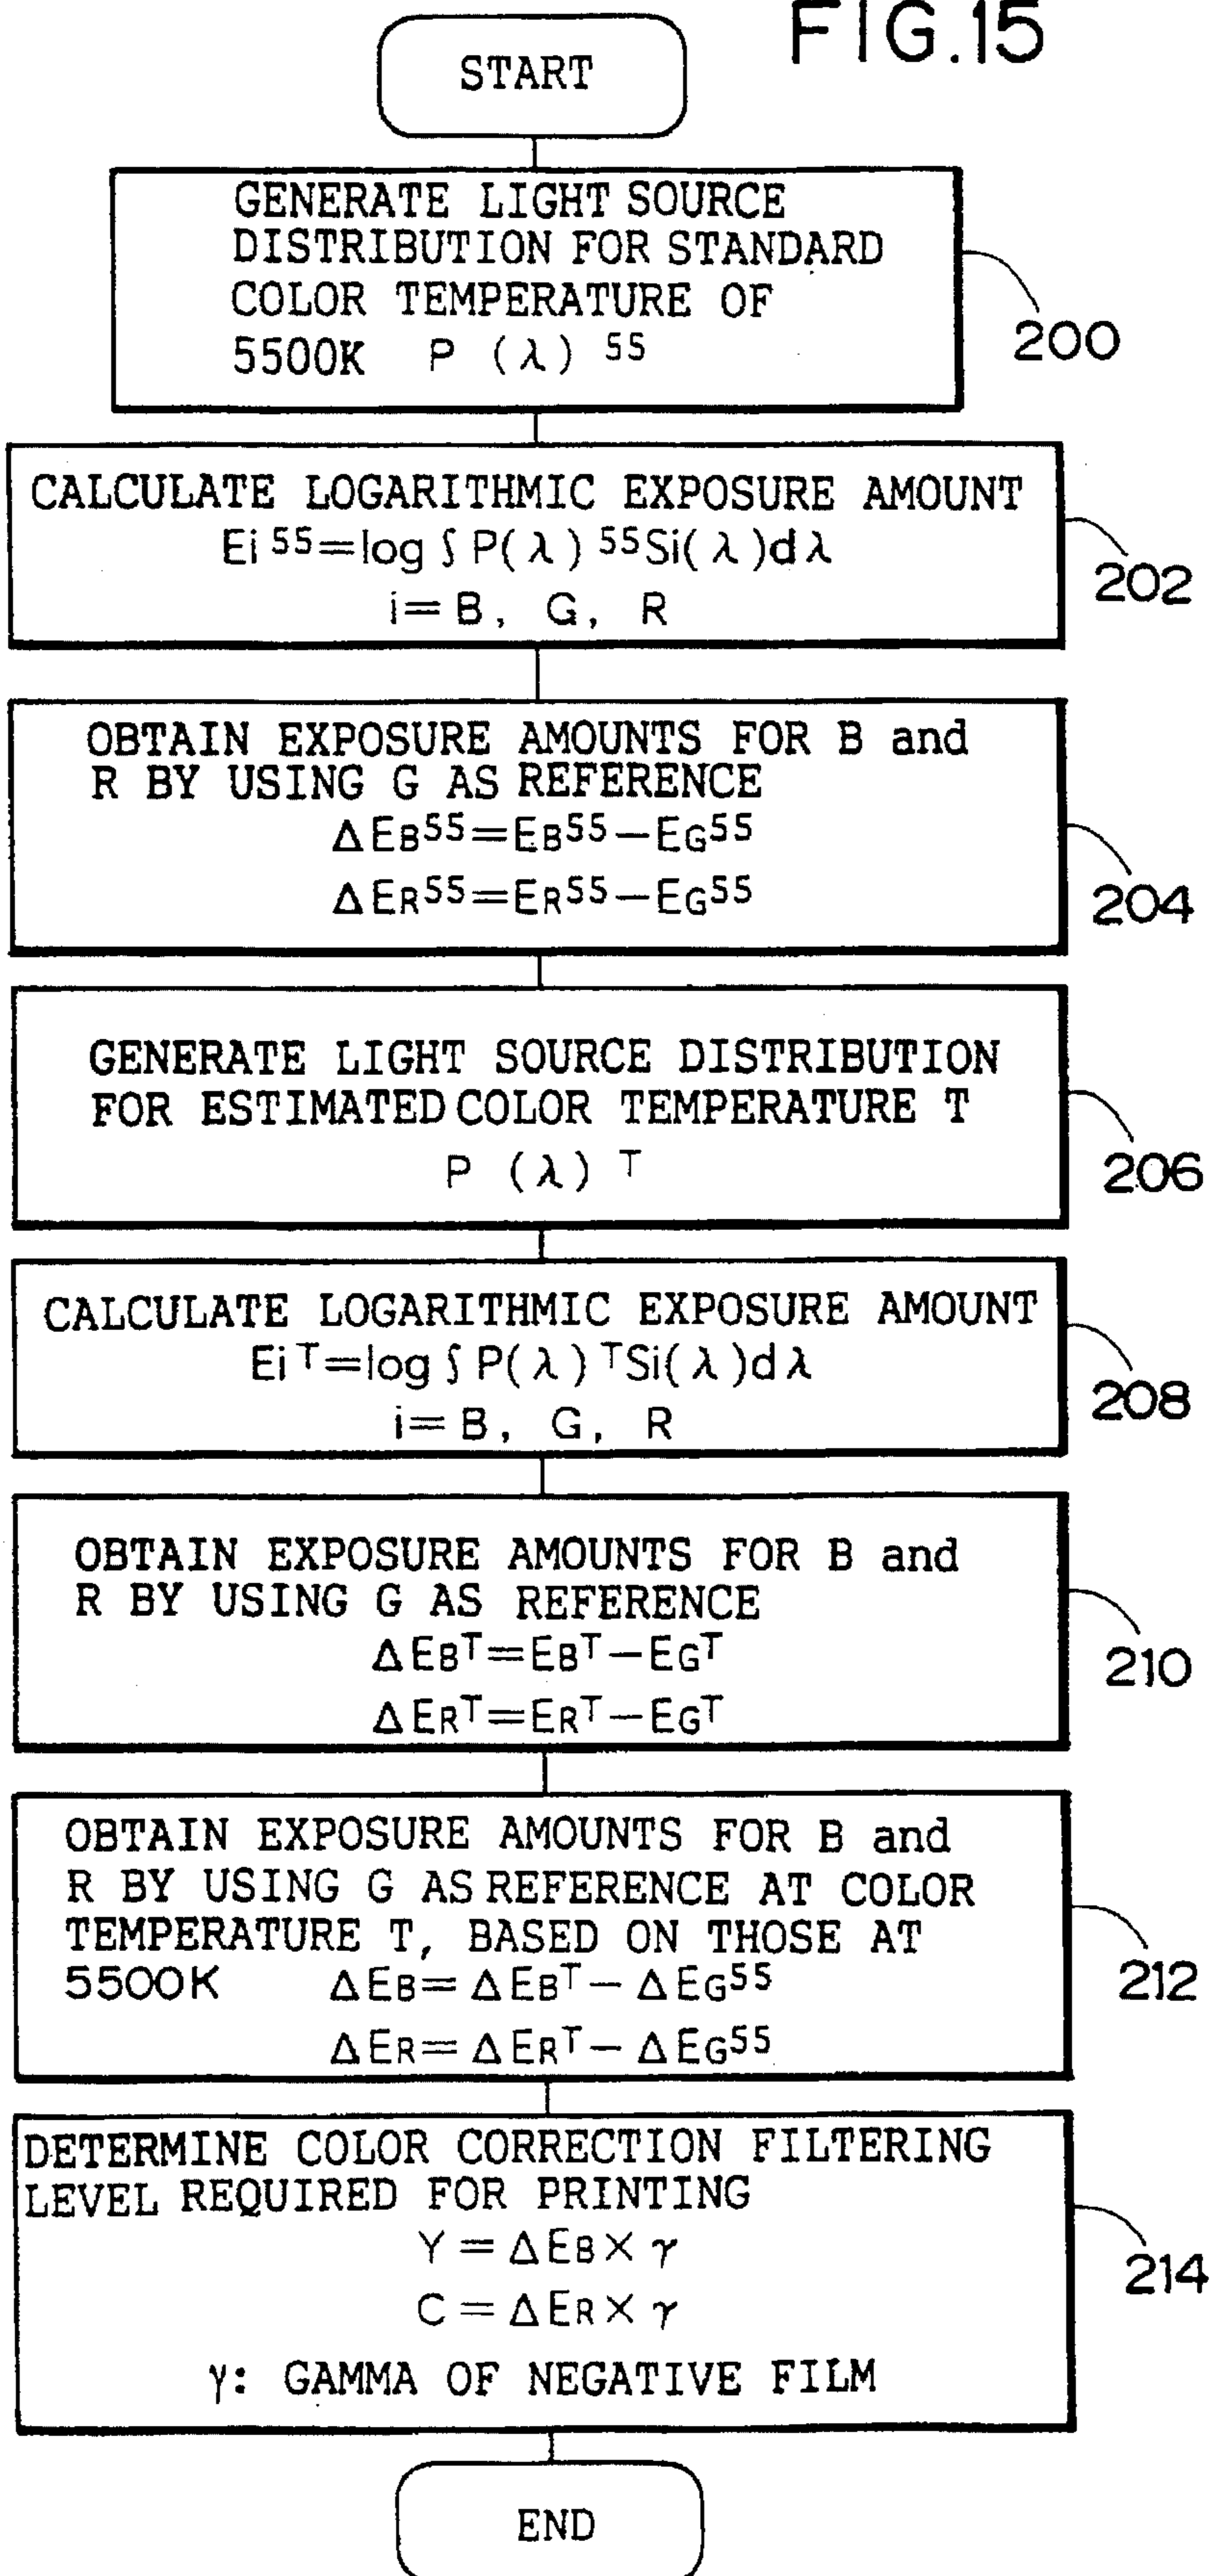 FIG.15
START
GENERATE LIGHT SOURCE
DISTRIBUTION FOR STANDARD
COLOR TEMPERATURE OF
5500K P (λ) 55
200
CALCULATE LOGARITHMIC EXPOSURE AMOUNT
Ei 55=log ∫ P(λ) 55Si(λ)dλ
i=B, G, R
202
OBTAIN EXPOSURE AMOUNTS FOR B and
R BY USING G AS REFERENCE
ΔEB55=EB55−EG55
ΔER55=ER55−EG55
204
GENERATE LIGHT SOURCE DISTRIBUTION
FOR ESTIMATED COLOR TEMPERATURE T
P (λ) T
206
CALCULATE LOGARITHMIC EXPOSURE AMOUNT
Ei T=log ∫ P(λ) TSi(λ)dλ
i=B, G, R
208
OBTAIN EXPOSURE AMOUNTS FOR B and
R BY USING G AS REFERENCE
ΔEBT=EBT−EGT
ΔERT=ERT−EGT
210
OBTAIN EXPOSURE AMOUNTS FOR B and
R BY USING G AS REFERENCE AT COLOR
TEMPERATURE T, BASED ON THOSE AT
5500K ΔEB=ΔEBT−ΔEG55
ΔER=ΔERT−ΔEG55
212
DETERMINE COLOR CORRECTION FILTERING
LEVEL REQUIRED FOR PRINTING
Y=ΔEB×γ
C=ΔER×γ
γ: GAMMA OF NEGATIVE FILM
214
END